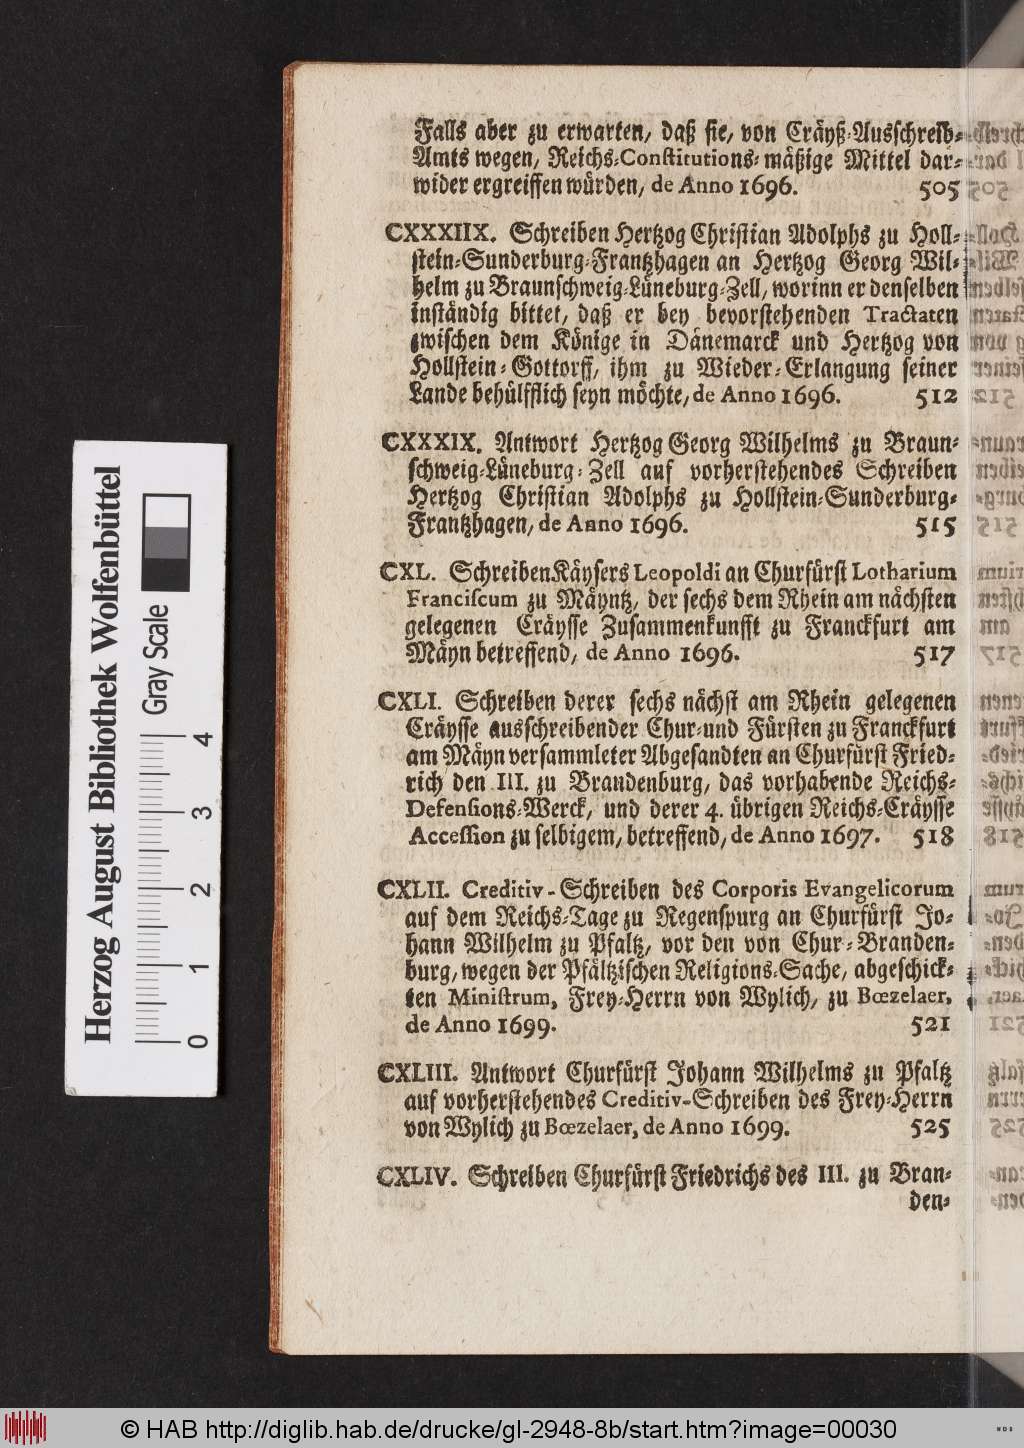 Falls aber zu erwarten, daß sie, von Cräyß-Ausschreib-
Amts wegen, Reichs-Constitutions-mäßige Mittel dar-
wider ergreiffen würden, de Anno 1696. 505
CXXXIIX. Schreiben Hertzog Christian Adolphs zu Holl-
stein-Sunderburg-Frantzhagen an Hertzog Georg Wil-
helm zu Braunschweig-Lüneburg-Zell, worinn er denselben
inständig bittet, daß er bey bevorstehenden Tractaten
zwischen dem Könige in Dänemarck und Hertzog von
Hollstein-Gottorff, ihm zu Wieder-Erlangung seiner
Lande behülfflich seyn möchte, de Anno 1696. 512
CXXXIX. Antwort Hertzog Georg Wilhelms zu Braun-
schweig-Lüneburg-Zell auf vorherstehendes Schreiben
Hertzog Christian Adolphs zu Hollstein-Sunderburg-
Frantzhagen, de Anno 1696. 515
CXL. Schreiben Käysers Leopoldi an Churfürst Lotharium
Franciscum zu Mäyntz, der sechs dem Rhein am nächsten
gelegenen Cräysse Zusammenkunfft zu Franckfurt am
Mäyn betreffend, de Anno 1696. 517
CXLI. Schreiben derer sechs nächst am Rhein gelegenen
Cräysse ausschreibender Chur-und Fürsten zu Franckfurt
am Mäyn versammleter Abgesandten an Churfürst Fried-
rich den III. zu Brandenburg, das vorhabende Reichs-
Defensions-Werck, und derer 4. übrigen Reichs-Cräysse
Accession zu selbigem, betreffend, de Anno 1697. 518
CXLII. Creditiv-Schreiben des Corporis Evangelicorum
auf dem Reichs-Tage zu Regenspurg an Churfürst Jo-
hann Wilhelm zu Pfaltz, vor den von Chur-Branden-
burg, wegen der Pfältzischen Religions-Sache, abgeschick-
ten Ministrum, Frey-Herrn von Wylich, zu Bœzelaer,
de Anno 1699. 521
CXLIII. Antwort Churfürst Johann Wilhelms zu Pfaltz
auf vorherstehendes Creditiv-Schreiben des Frey-Herrn
von Wylich zu Bœzelaer, de Anno 1699. 525
CXLIV. Schreiben Churfürst Friedrichs des III. zu Bran-
den-
Herzog August Bibliothek Wolfenbüttel
Gray Scale
0 1 2 3 4
© HAB http://diglib.hab.de/drucke/gl-2948-8b/start.htm?image=00030